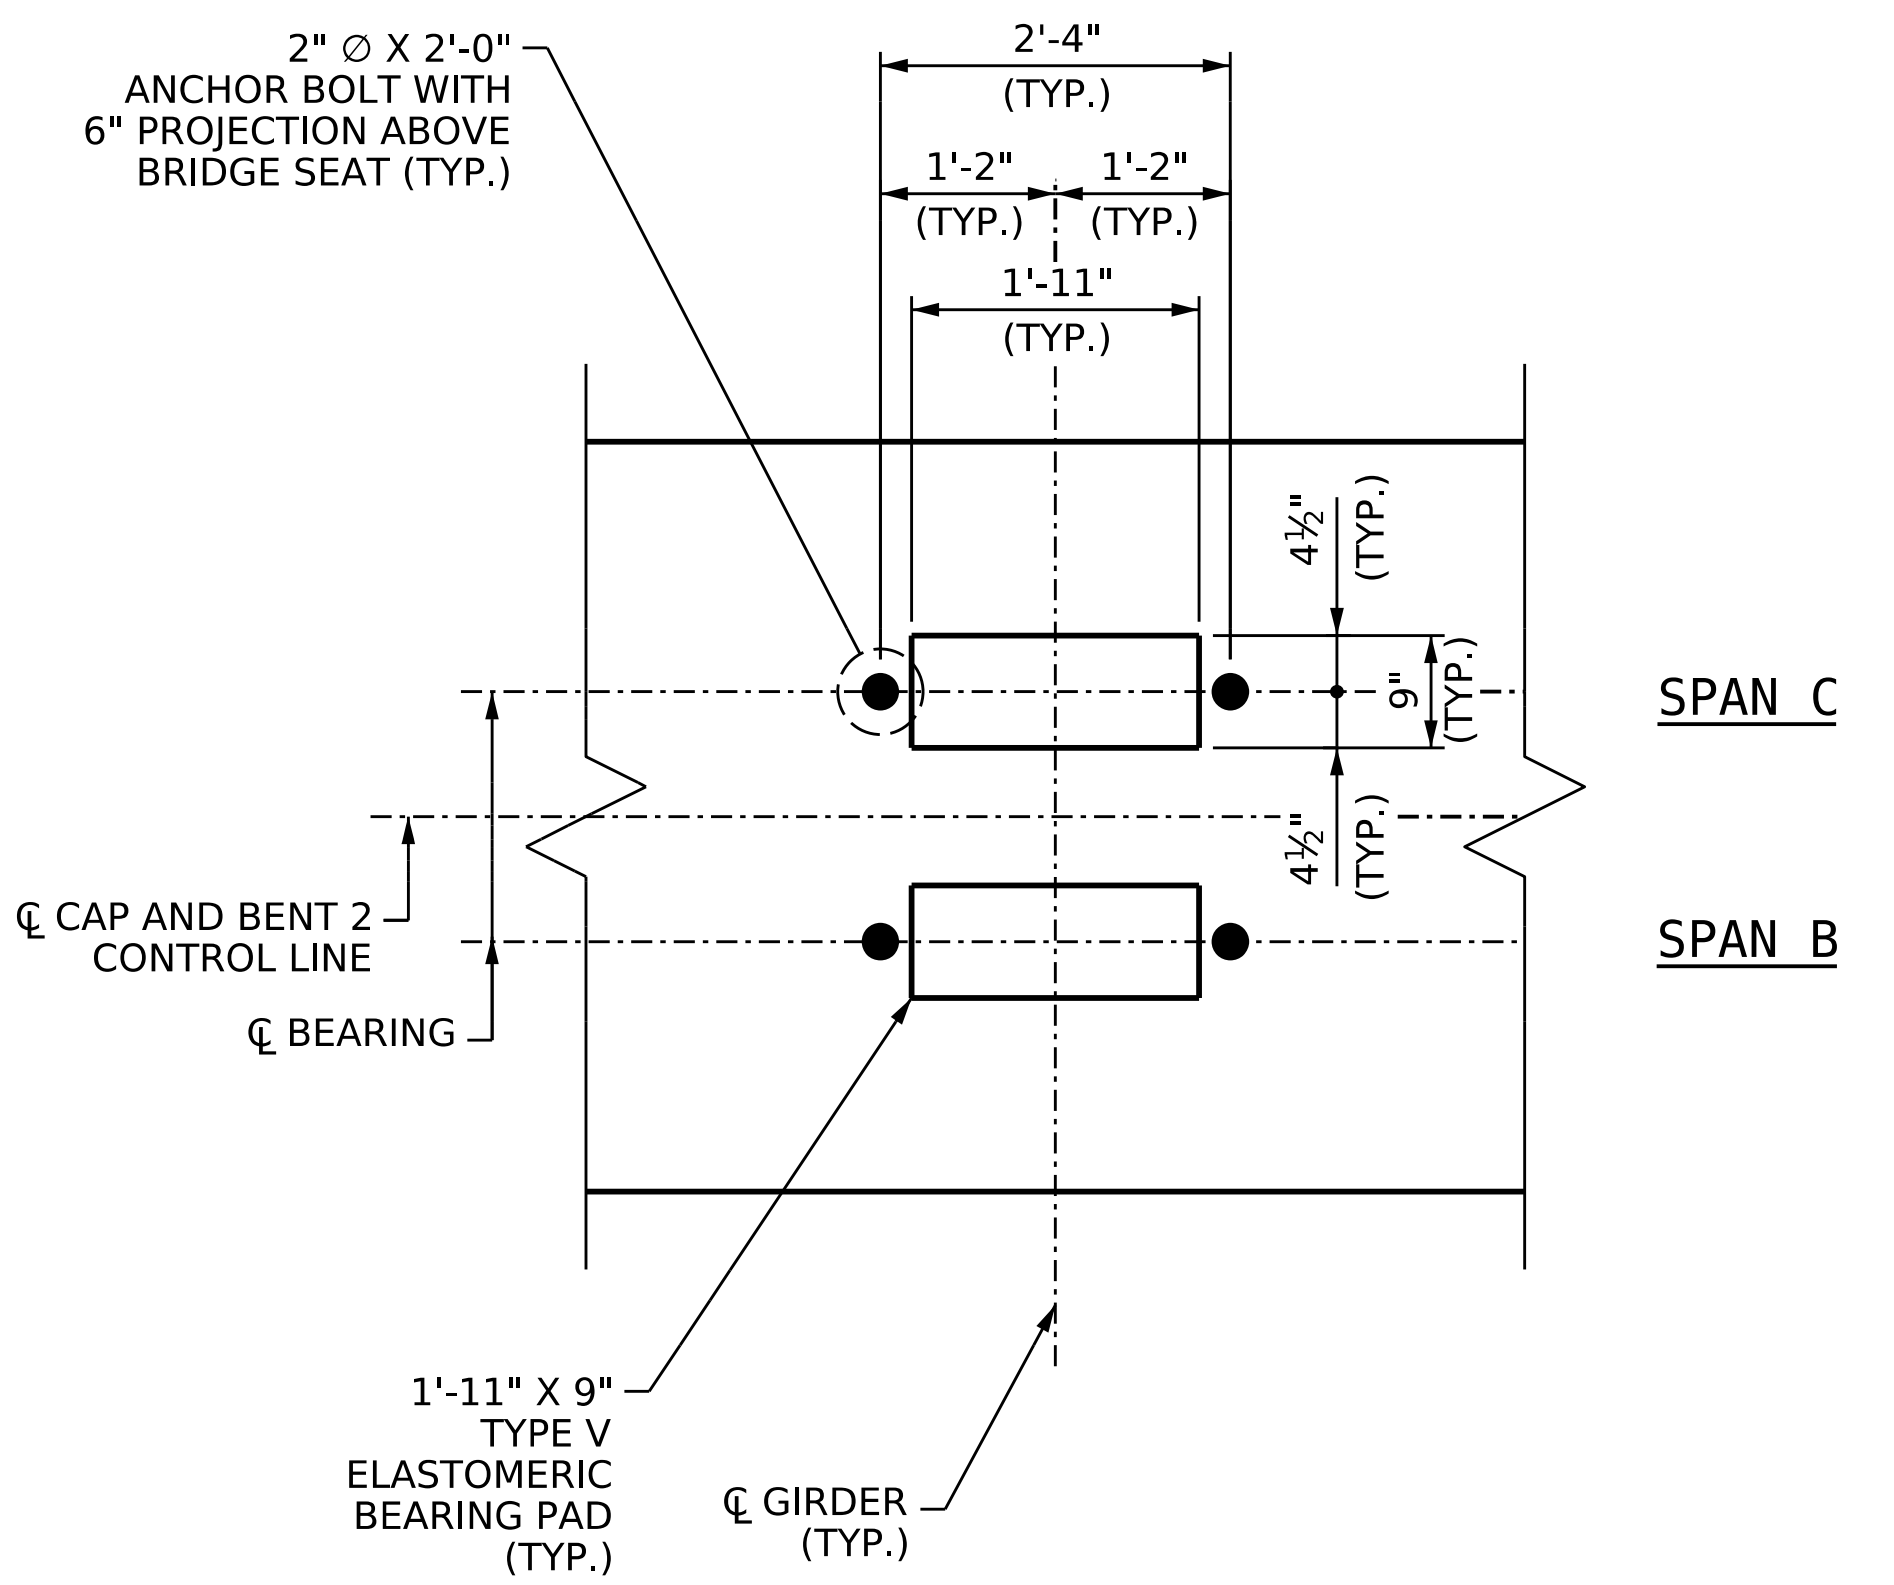 2" ∅ X 2'-0"
ANCHOR BOLT WITH
6" PROJECTION ABOVE
BRIDGE SEAT (TYP.)
2'-4"
(TYP.)
1'-2"
(TYP.)
1'-2"
(TYP.)
1'-11"
(TYP.)
4½"
(TYP.)
9"
(TYP.)
4½"
(TYP.)
SPAN C
SPAN B
℄ CAP AND BENT 2
CONTROL LINE
℄ BEARING
1'-11" X 9"
TYPE V
ELASTOMERIC
BEARING PAD
(TYP.)
℄ GIRDER
(TYP.)